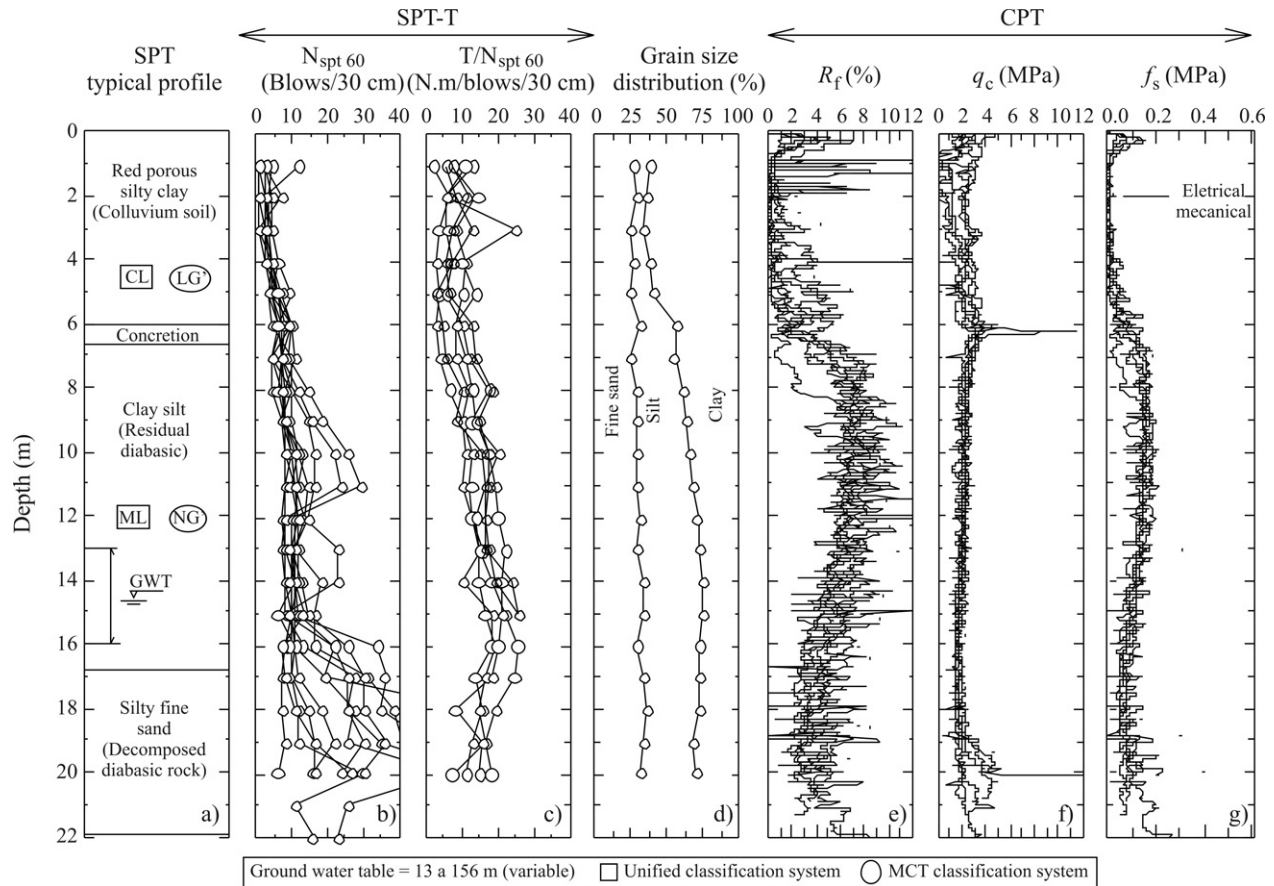 SPT-T
CPT
SPT
typical profile
N spt 60
(Blows/30 cm)
T/N spt 60
(N.m/blows/30 cm)
Grain size
distribution (%)
R f (%)
q c (MPa)
f s (MPa)
0 10 20 30 40
0 10 20 30 40
0 25 50 75 100
0 2 4 6 8 10 12
0 2 4 6 8 10 12
0.0 0.2 0.4 0.6
0
2
4
6
8
10
12
14
16
18
20
22
Depth (m)
Red porous
silty clay
(Colluvium soil)
CL LG'
Concretion
Clay silt
(Residual
diabasic)
ML NG
GWT
Silty fine
sand
(Decomposed
diabasic rock)
a)
b)
c)
Fine sand
Silt
Clay
d)
e)
f)
Eletrical
mecanical
g)
Ground water table = 13 a 156 m (variable) Unified classification system MCT classification system